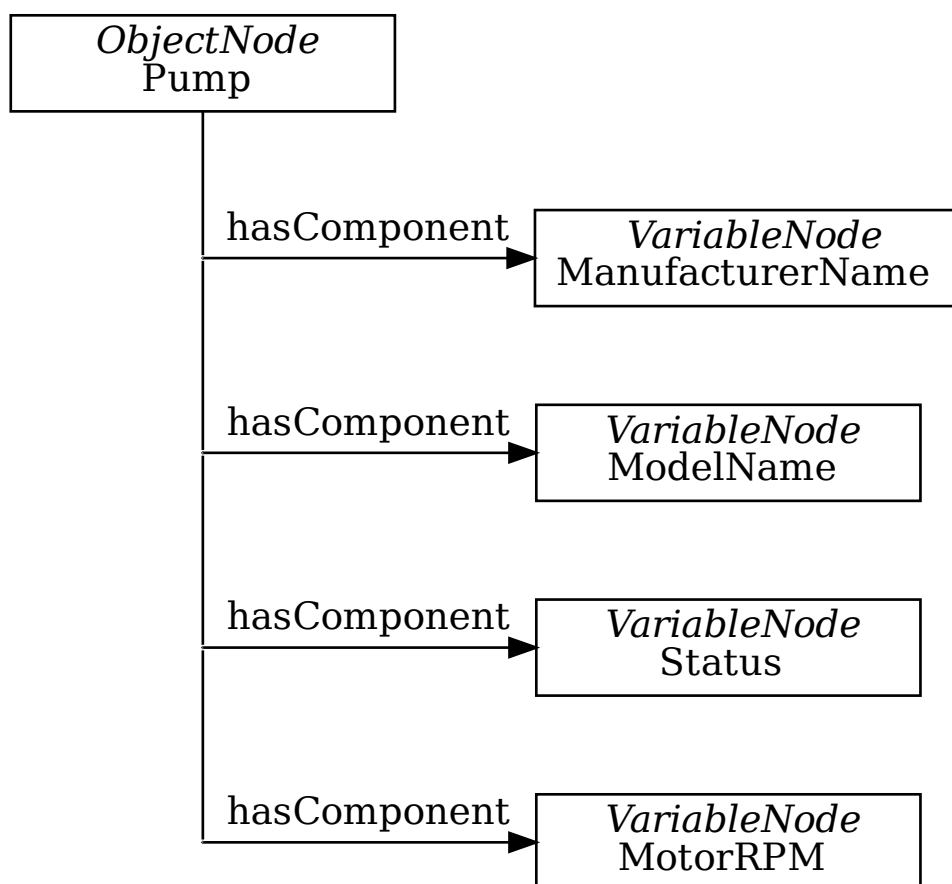 ObjectNode
Pump
hasComponent
VariableNode
ManufacturerName
hasComponent
VariableNode
ModelName
hasComponent
VariableNode
Status
hasComponent
VariableNode
MotorRPM